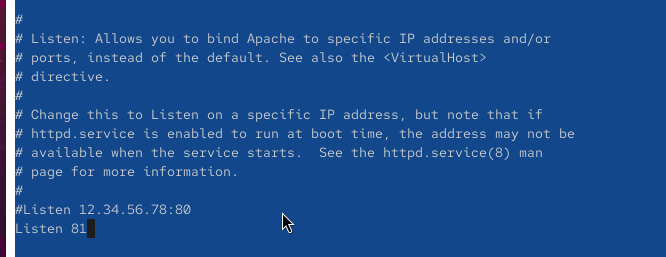 #
# Listen: Allows you to bind Apache to specific IP addresses and/or
# ports, instead of the default. See also the <VirtualHost>
# directive.
#
# Change this to Listen on a specific IP address, but note that if
# httpd.service is enabled to run at boot time, the address may not be
# available when the service starts.  See the httpd.service(8) man
# page for more information.
#
#Listen 12.34.56.78:80
Listen 81